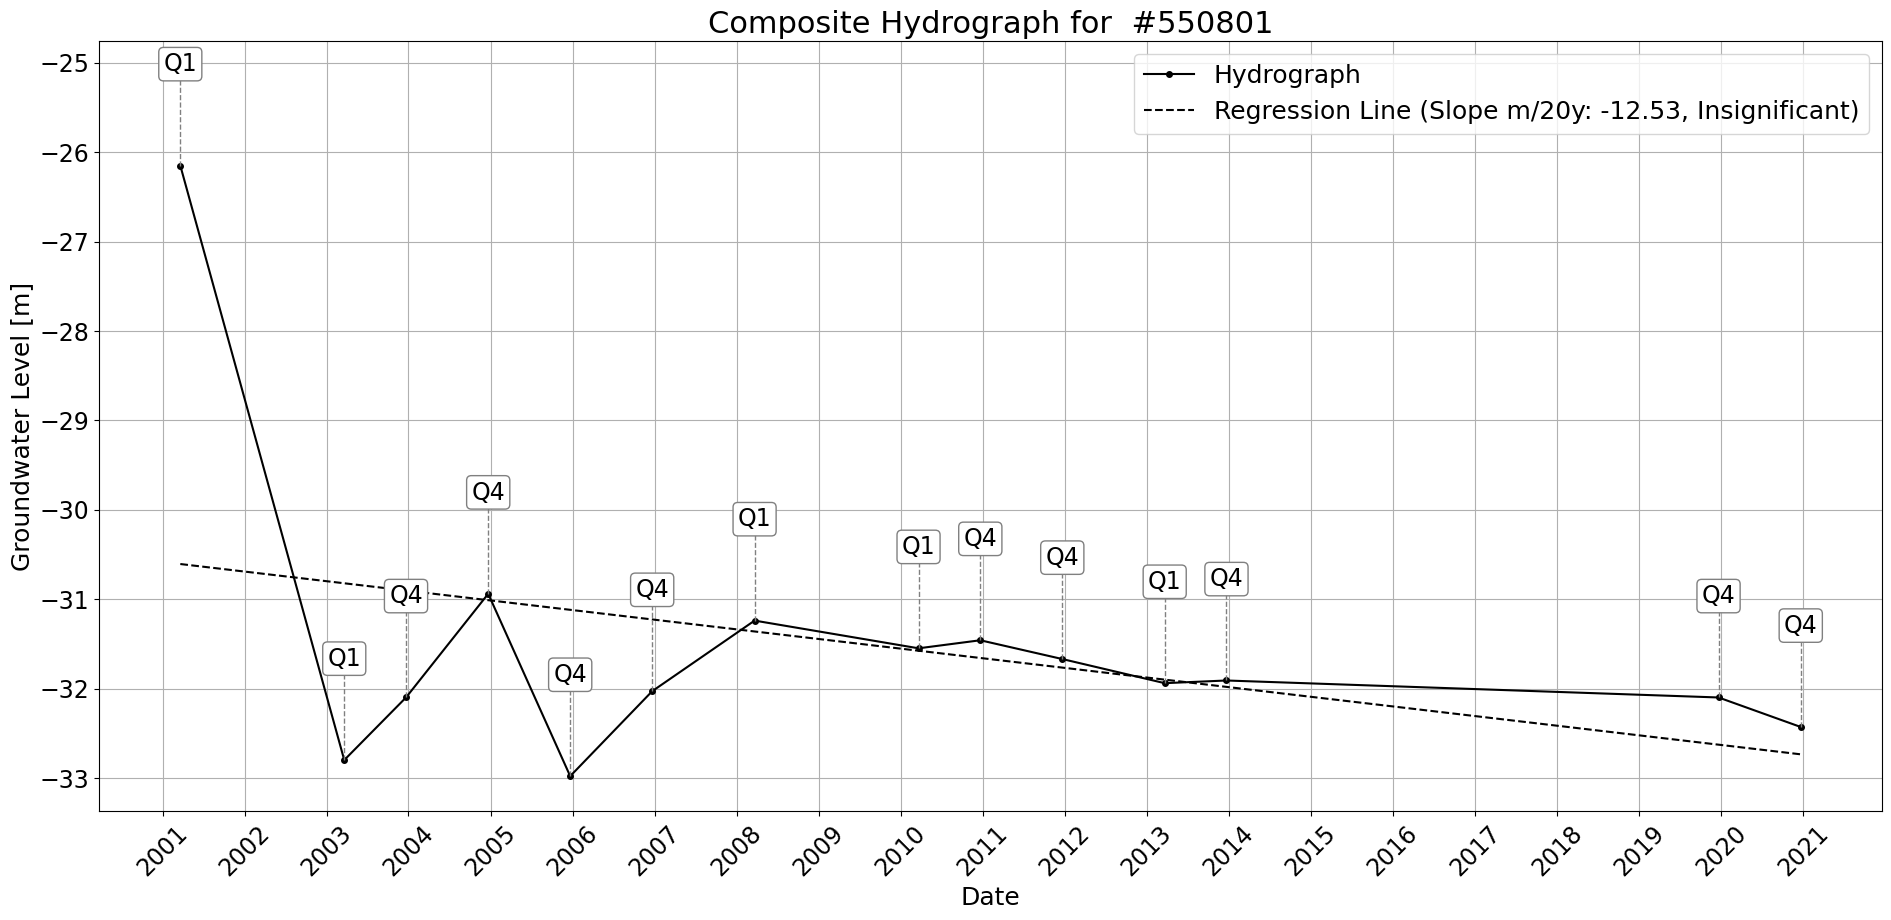 Composite Hydrograph for  #550801
Hydrograph
Regression Line (Slope m/20y: -12.53, Insignificant)
Groundwater Level [m]
−25
−26
−27
−28
−29
−30
−31
−32
−33
Q1
Q1
Q4
Q4
Q4
Q4
Q1
Q1
Q4
Q4
Q1
Q4
Q4
Q4
2001
2002
2003
2004
2005
2006
2007
2008
2009
2010
2011
2012
2013
2014
2015
2016
2017
2018
2019
2020
2021
Date